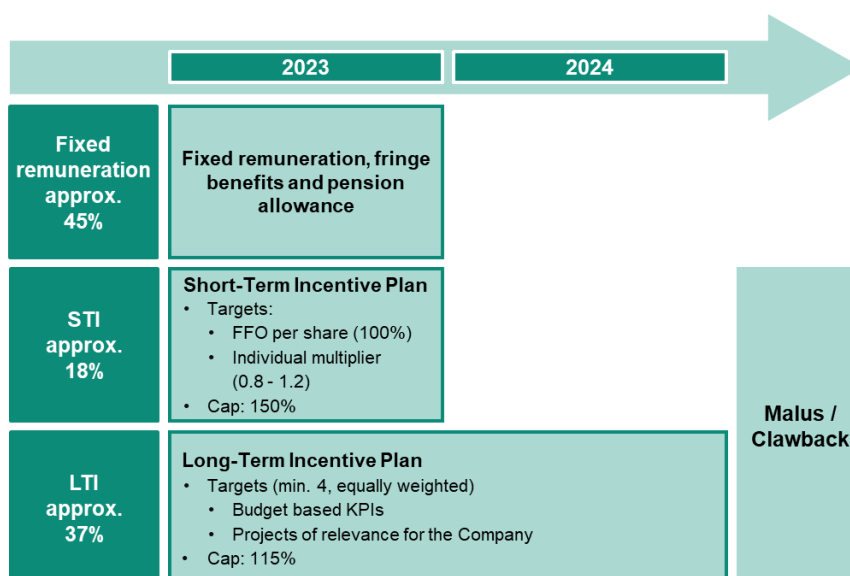 2023
2024
Fixed
remuneration
approx.
45%
Fixed remuneration, fringe
benefits and pension
allowance
STI
approx.
18%
Short-Term Incentive Plan
• Targets:
• FFO per share (100%)
• Individual multiplier
(0.8 - 1.2)
• Cap: 150%
LTI
approx.
37%
Long-Term Incentive Plan
• Targets (min. 4, equally weighted)
• Budget based KPIs
• Projects of relevance for the Company
• Cap: 115%
Malus /
Clawback